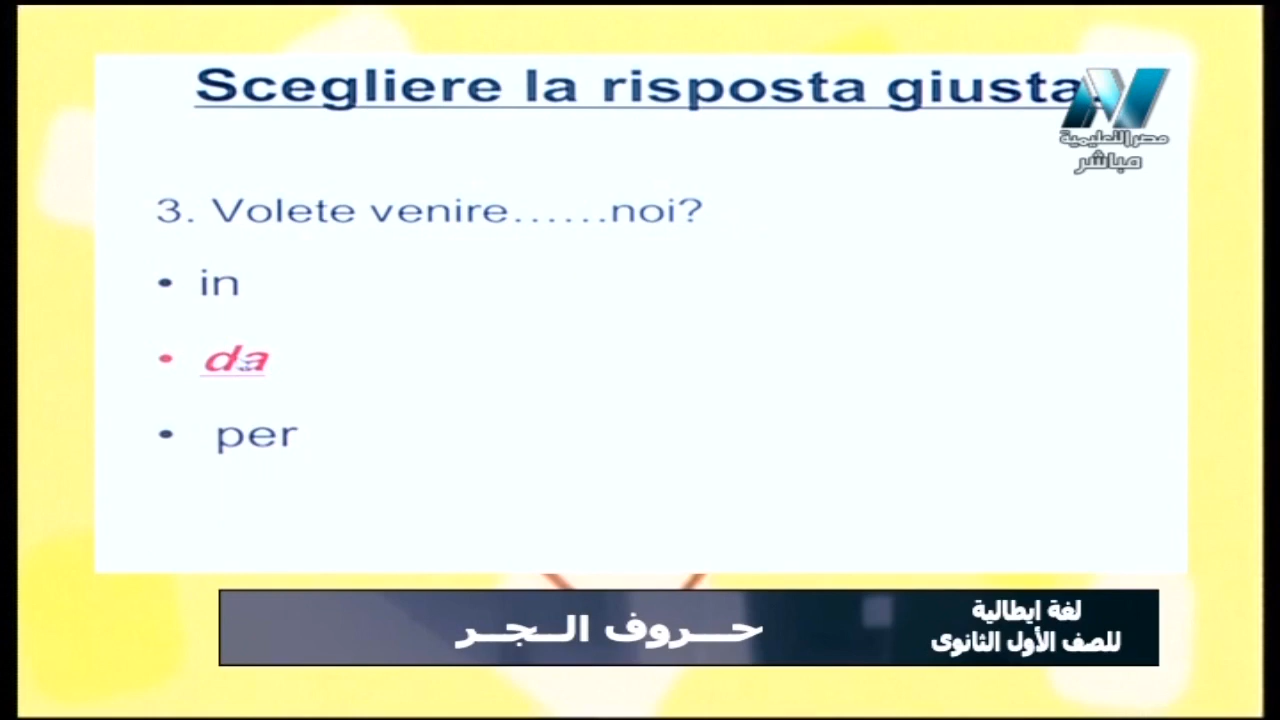 Scegliere la risposta giusta.
مصر التعليمية
مباشر
3. Volete venire......noi?
• in
• da
• per
لغة ايطالية
للصف الأول الثانوى
حــروف الــجــر